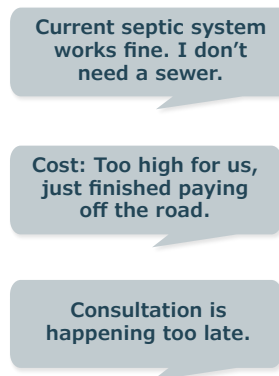 Current septic system
works fine. I don’t
need a sewer.
Cost: Too high for us,
just finished paying
off the road.
Consultation is
happening too late.